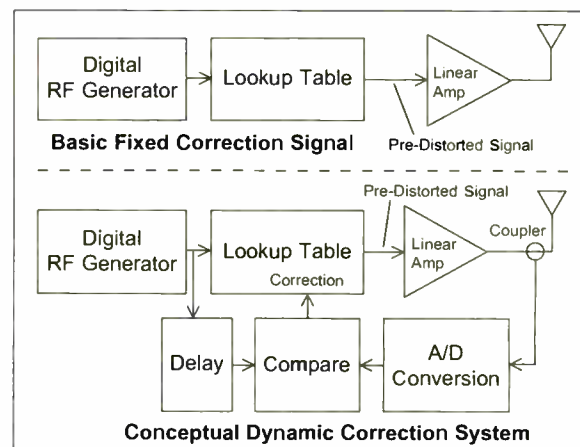 Digital
RF Generator
Lookup Table
Linear
Amp
Basic Fixed Correction Signal
Pre-Distorted Signal
Pre-Distorted Signal
Digital
RF Generator
Lookup Table
Correction
Linear
Amp
Coupler
Delay
Compare
A/D
Conversion
Conceptual Dynamic Correction System